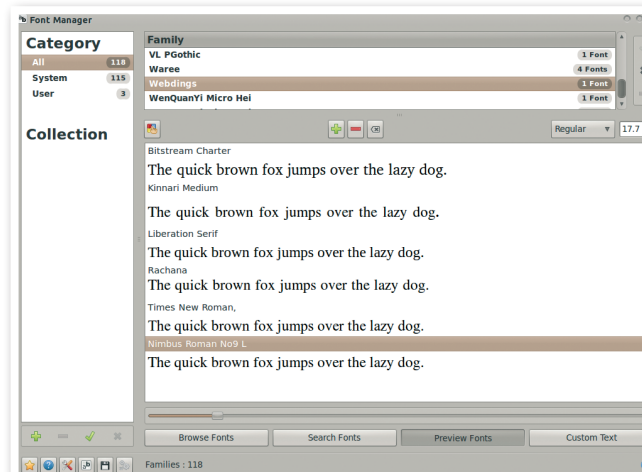 Font Manager
Category
All 118
System 115
User 3
Collection
Family
VL PGothic 1 Font
Waree 4 Fonts
Webdings 1 Font
WenQuanYi Micro Hei 1 Font
Regular 17.7
Bitstream Charter
The quick brown fox jumps over the lazy dog.
Kinnari Medium
The quick brown fox jumps over the lazy dog.
Liberation Serif
The quick brown fox jumps over the lazy dog.
Rachana
The quick brown fox jumps over the lazy dog.
Times New Roman,
The quick brown fox jumps over the lazy dog.
Nimbus Roman No9 L
The quick brown fox jumps over the lazy dog.
Browse Fonts Search Fonts Preview Fonts Custom Text
Families : 118